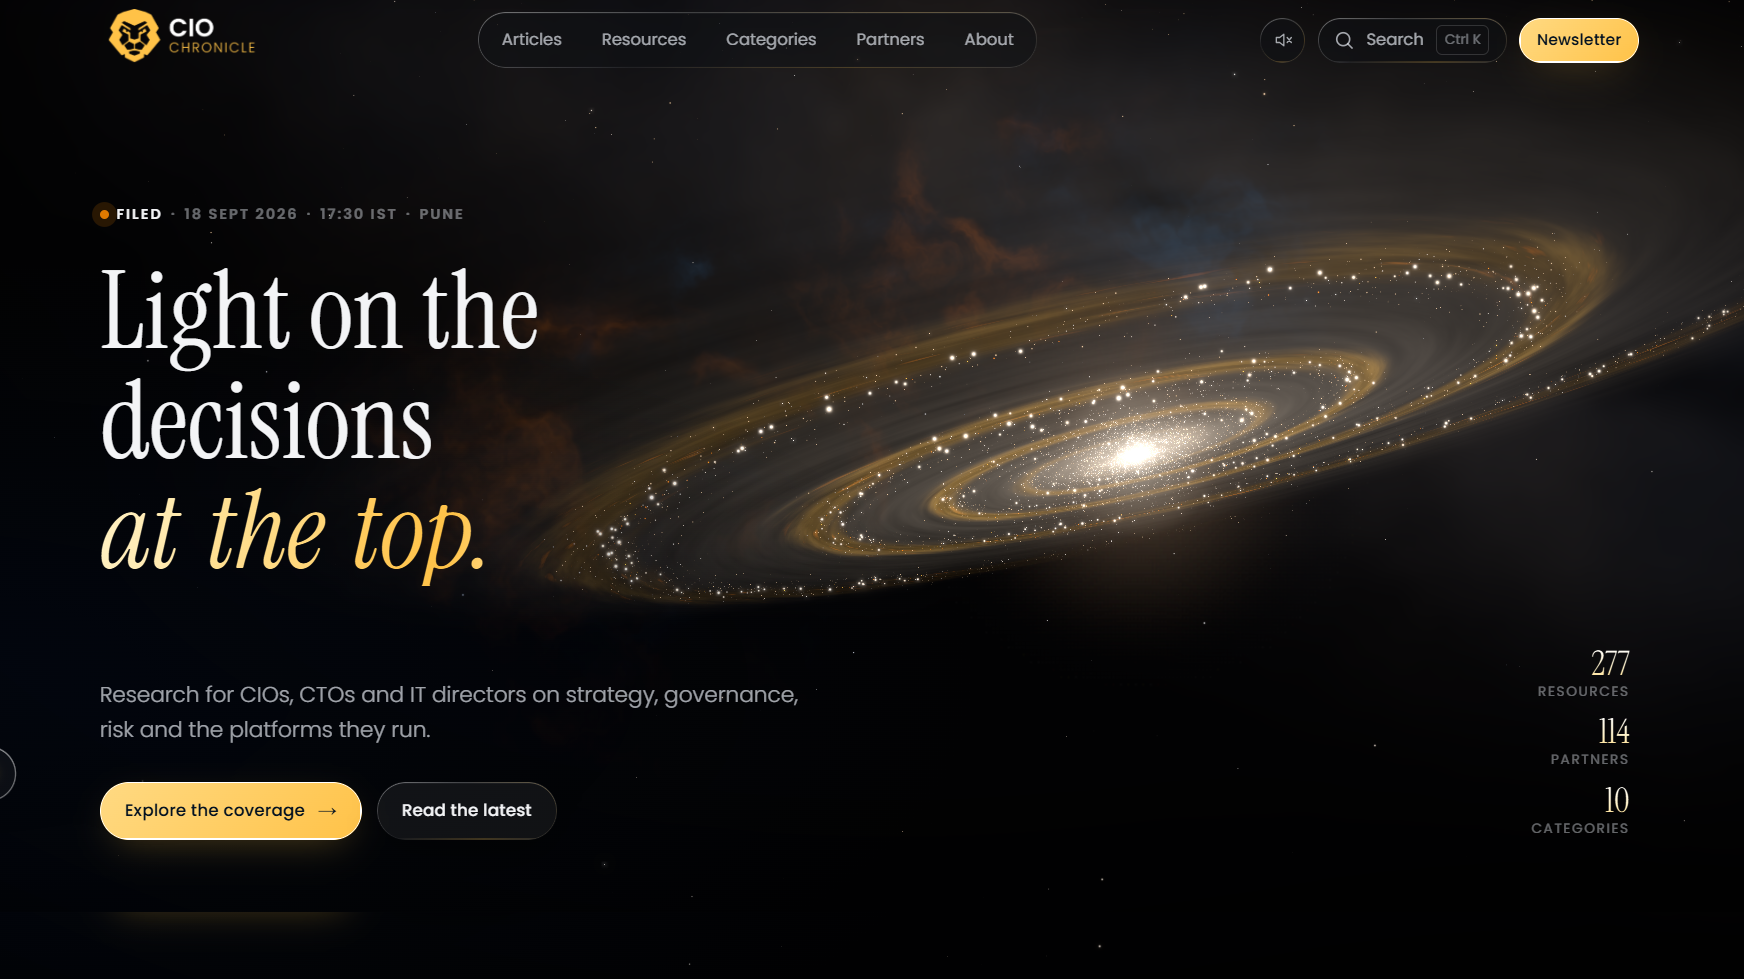 CIO
CHRONICLE
Articles Resources Categories Partners About
Search Ctrl K
Newsletter
FILED · 18 SEPT 2026 · 17:30 IST · PUNE
Light on the
decisions
at the top.
Research for CIOs, CTOs and IT directors on strategy, governance,
risk and the platforms they run.
Explore the coverage →
Read the latest
277
RESOURCES
114
PARTNERS
10
CATEGORIES